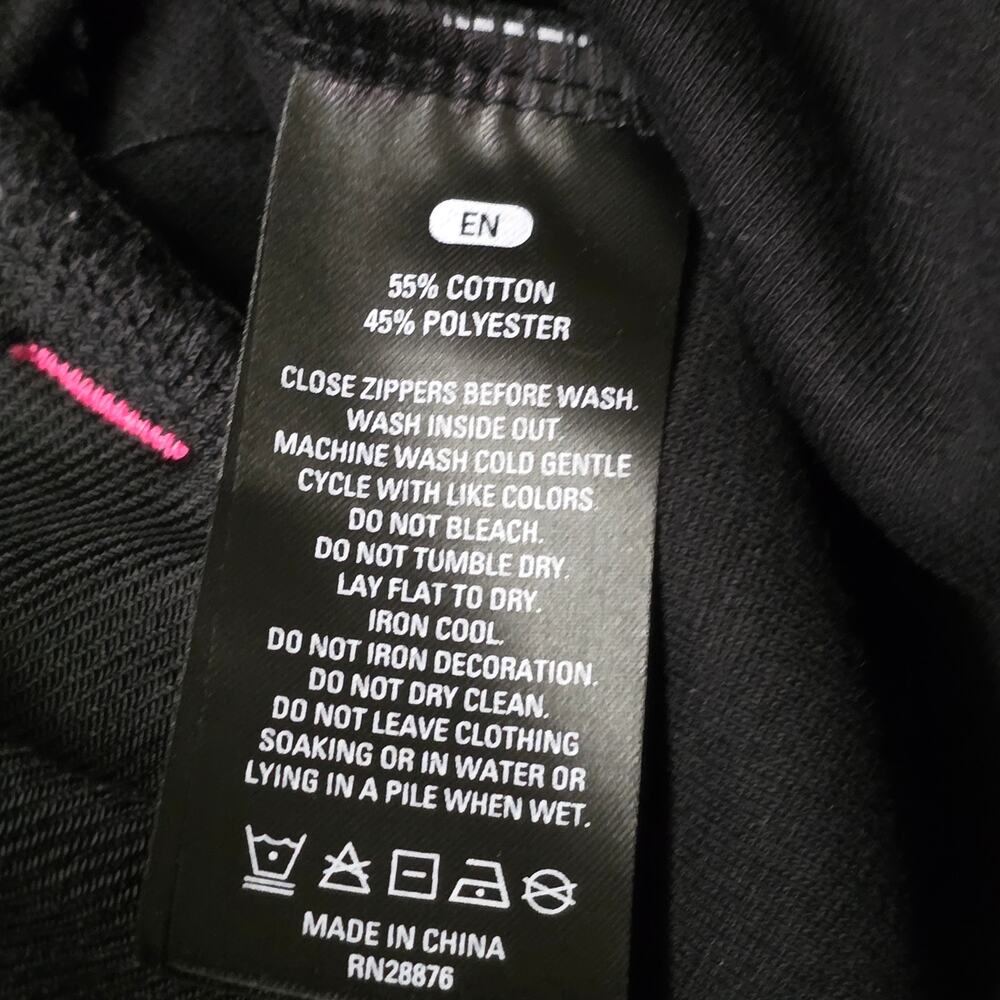 EN
55% COTTON
45% POLYESTER
CLOSE ZIPPERS BEFORE WASH.
WASH INSIDE OUT.
MACHINE WASH COLD GENTLE
CYCLE WITH LIKE COLORS.
DO NOT BLEACH.
DO NOT TUMBLE DRY.
LAY FLAT TO DRY.
IRON COOL.
DO NOT IRON DECORATION.
DO NOT DRY CLEAN.
DO NOT LEAVE CLOTHING
SOAKING OR IN WATER OR
LYING IN A PILE WHEN WET.
MADE IN CHINA
RN28876